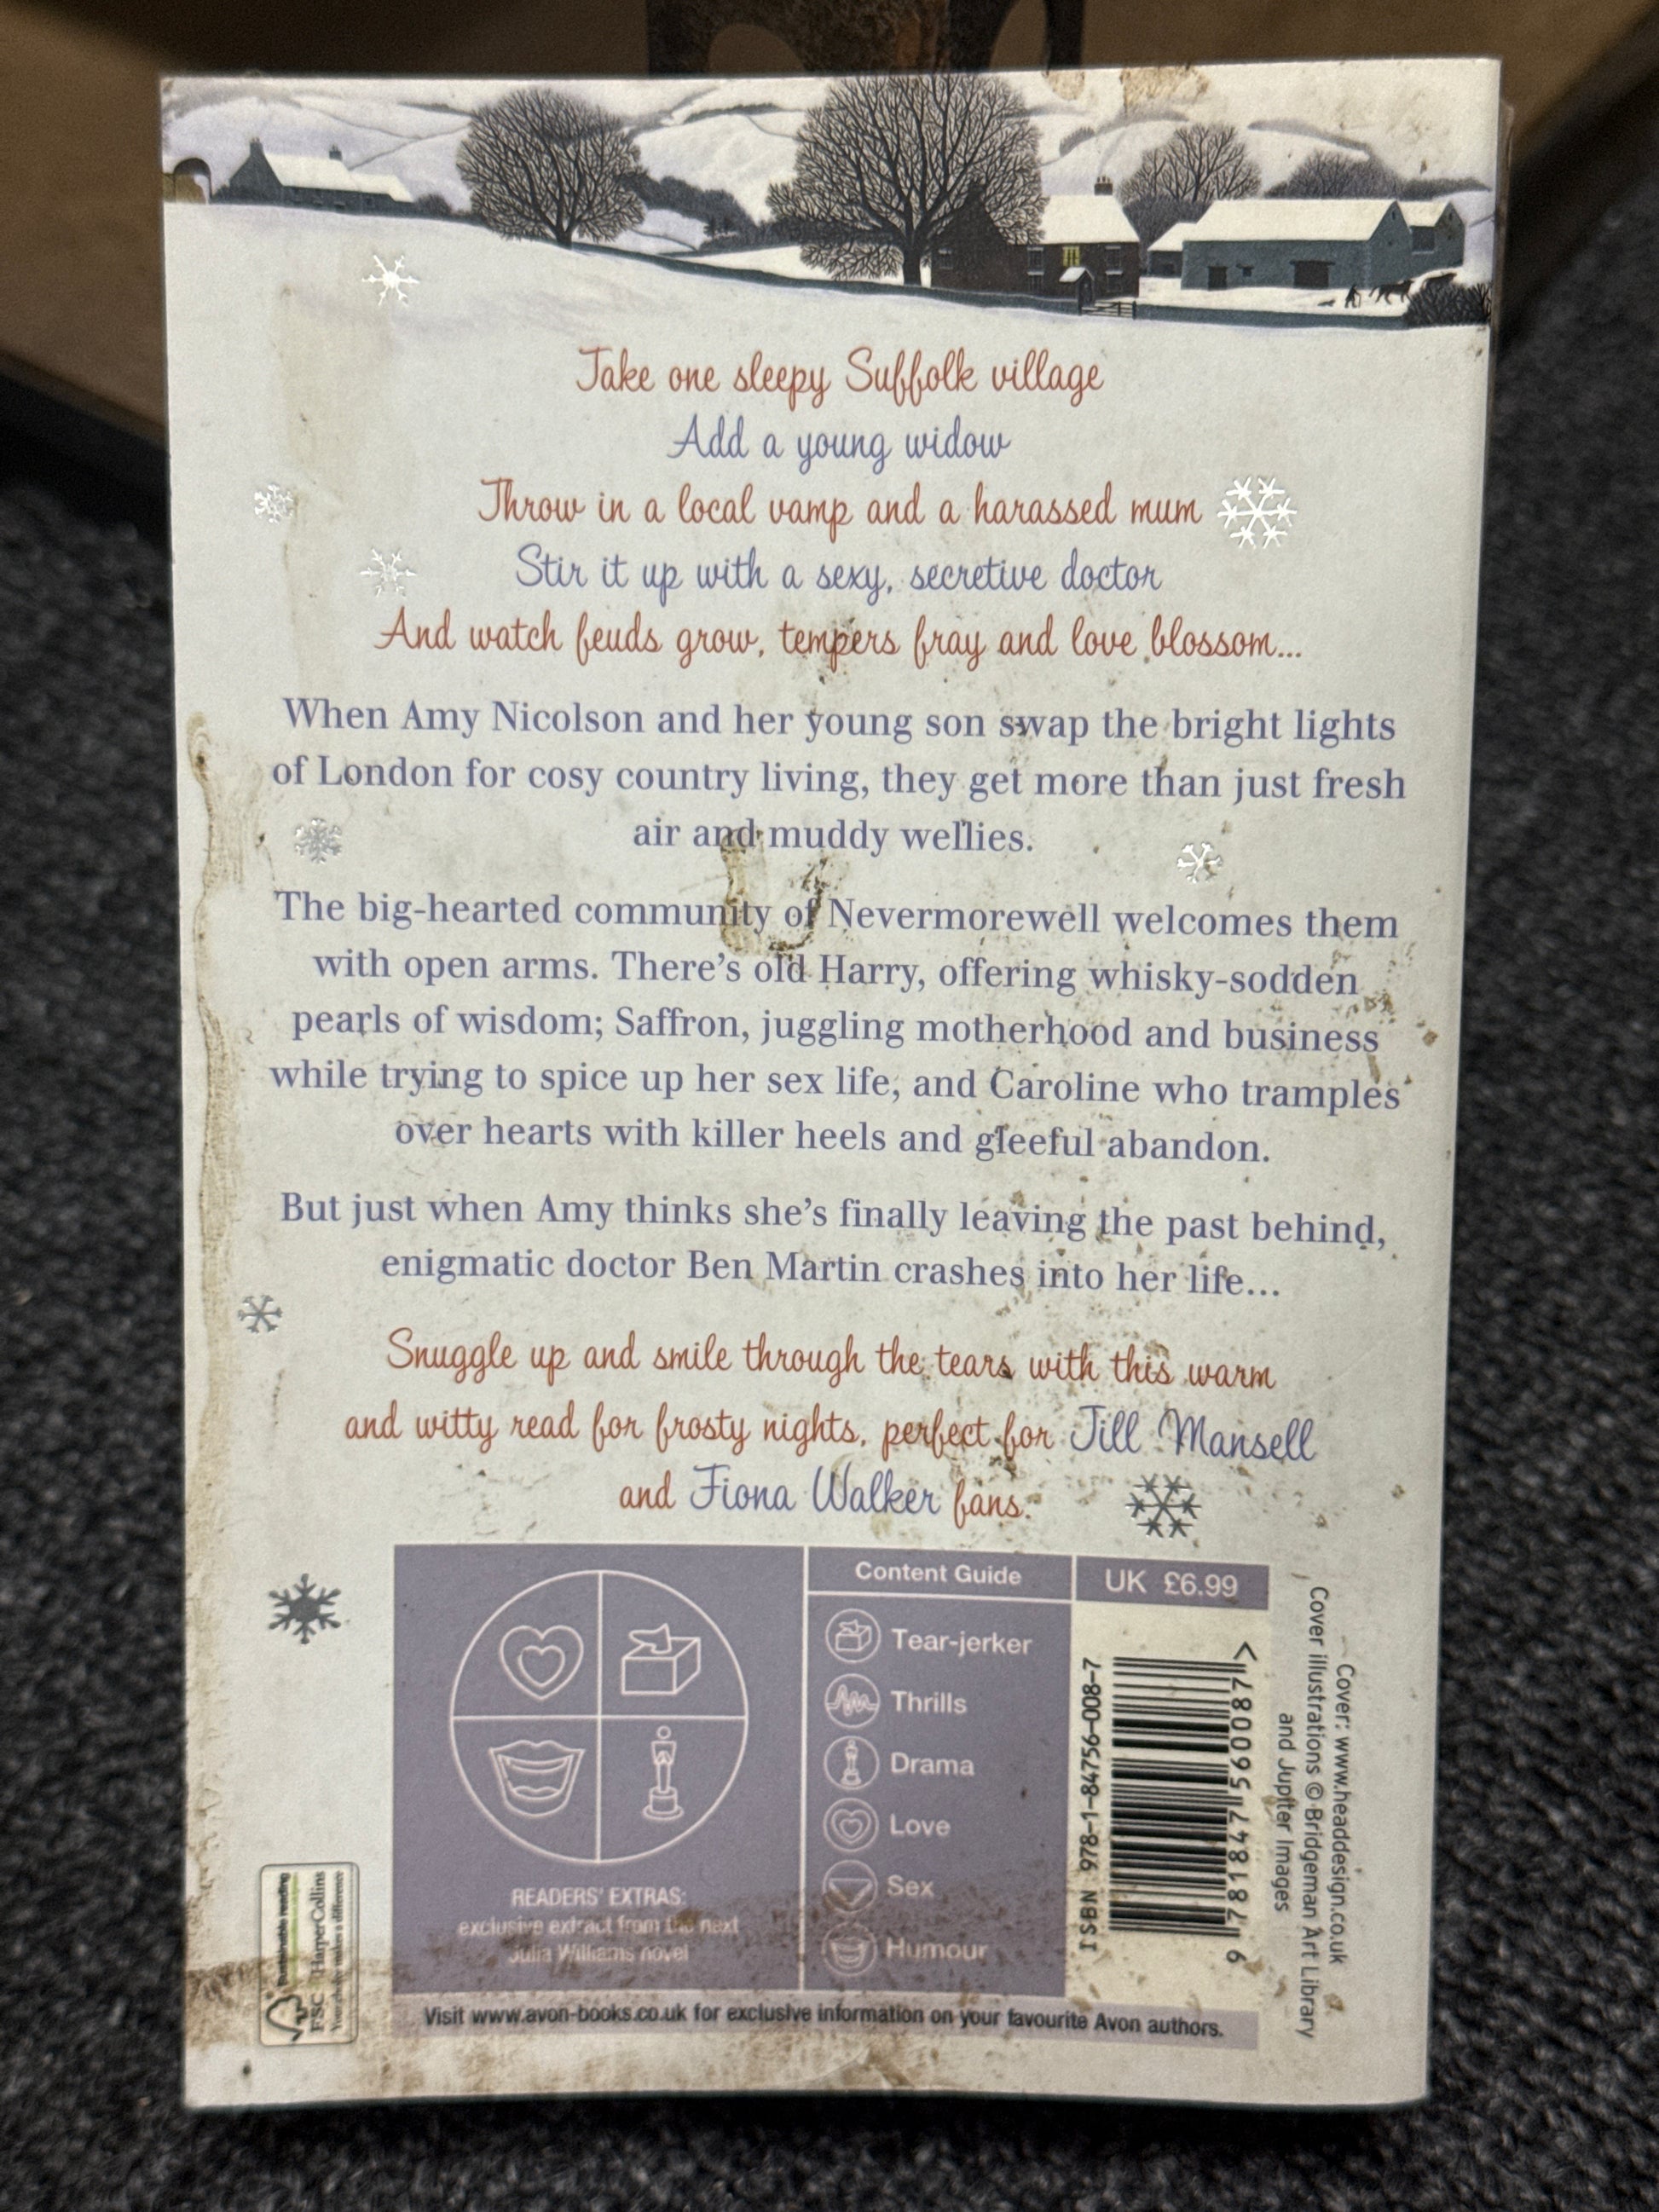 Take one sleepy Suffolk village
Add a young widow
Throw in a local vamp and a harassed mum
Stir it up with a sexy, secretive doctor
And watch feuds grow, tempers fray and love blossom...
When Amy Nicolson and her young son swap the bright lights
of London for cosy country living, they get more than just fresh
air and muddy wellies.
The big-hearted community of Nevermorewell welcomes them
with open arms. There's old Harry, offering whisky-sodden
pearls of wisdom; Saffron, juggling motherhood and business
while trying to spice up her sex life, and Caroline who tramples
over hearts with killer heels and gleeful abandon.
But just when Amy thinks she's finally leaving the past behind,
enigmatic doctor Ben Martin crashes into her life...
Snuggle up and smile through the tears with this warm
and witty read for frosty nights, perfect for Jill Mansell
and Fiona Walker fans.
READERS' EXTRAS:
exclusive extract from the next
Julia Williams novel
Content Guide
Tear-jerker
Thrills
Drama
Love
Sex
Humour
UK £6.99
ISBN 978-1-84756-008-7
9 781847 560087 >
Cover: www.headdesign.co.uk
Cover illustrations © Bridgeman Art Library
and Jupiter Images
FSC HarperCollins
Visit www.avon-books.co.uk for exclusive information on your favourite Avon authors.